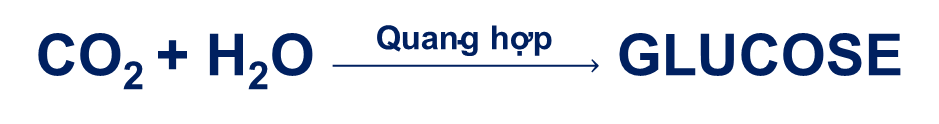 Quang hợp
CO₂ + H₂O → GLUCOSE